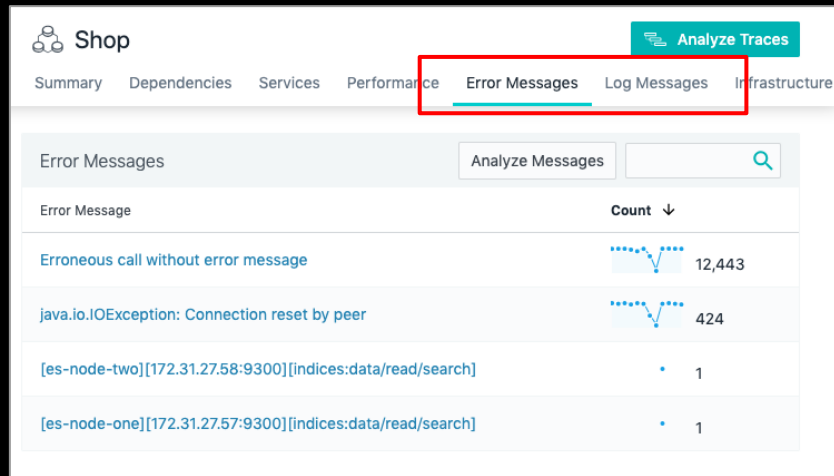 Shop
Analyze Traces
Summary Dependencies Services Performance Error Messages Log Messages Infrastructure
Error Messages Analyze Messages
Error Message Count
Erroneous call without error message 12,443
java.io.IOException: Connection reset by peer 424
[es-node-two][172.31.27.58:9300][indices:data/read/search] 1
[es-node-one][172.31.27.57:9300][indices:data/read/search] 1